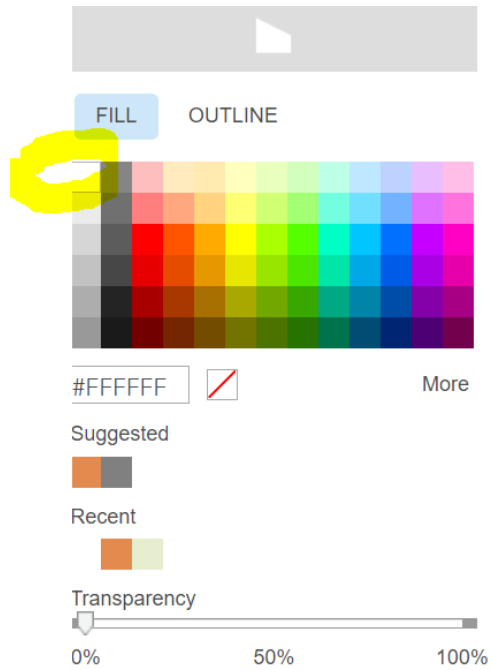 FILL OUTLINE
#FFFFFF More
Suggested
Recent
Transparency
0% 50% 100%